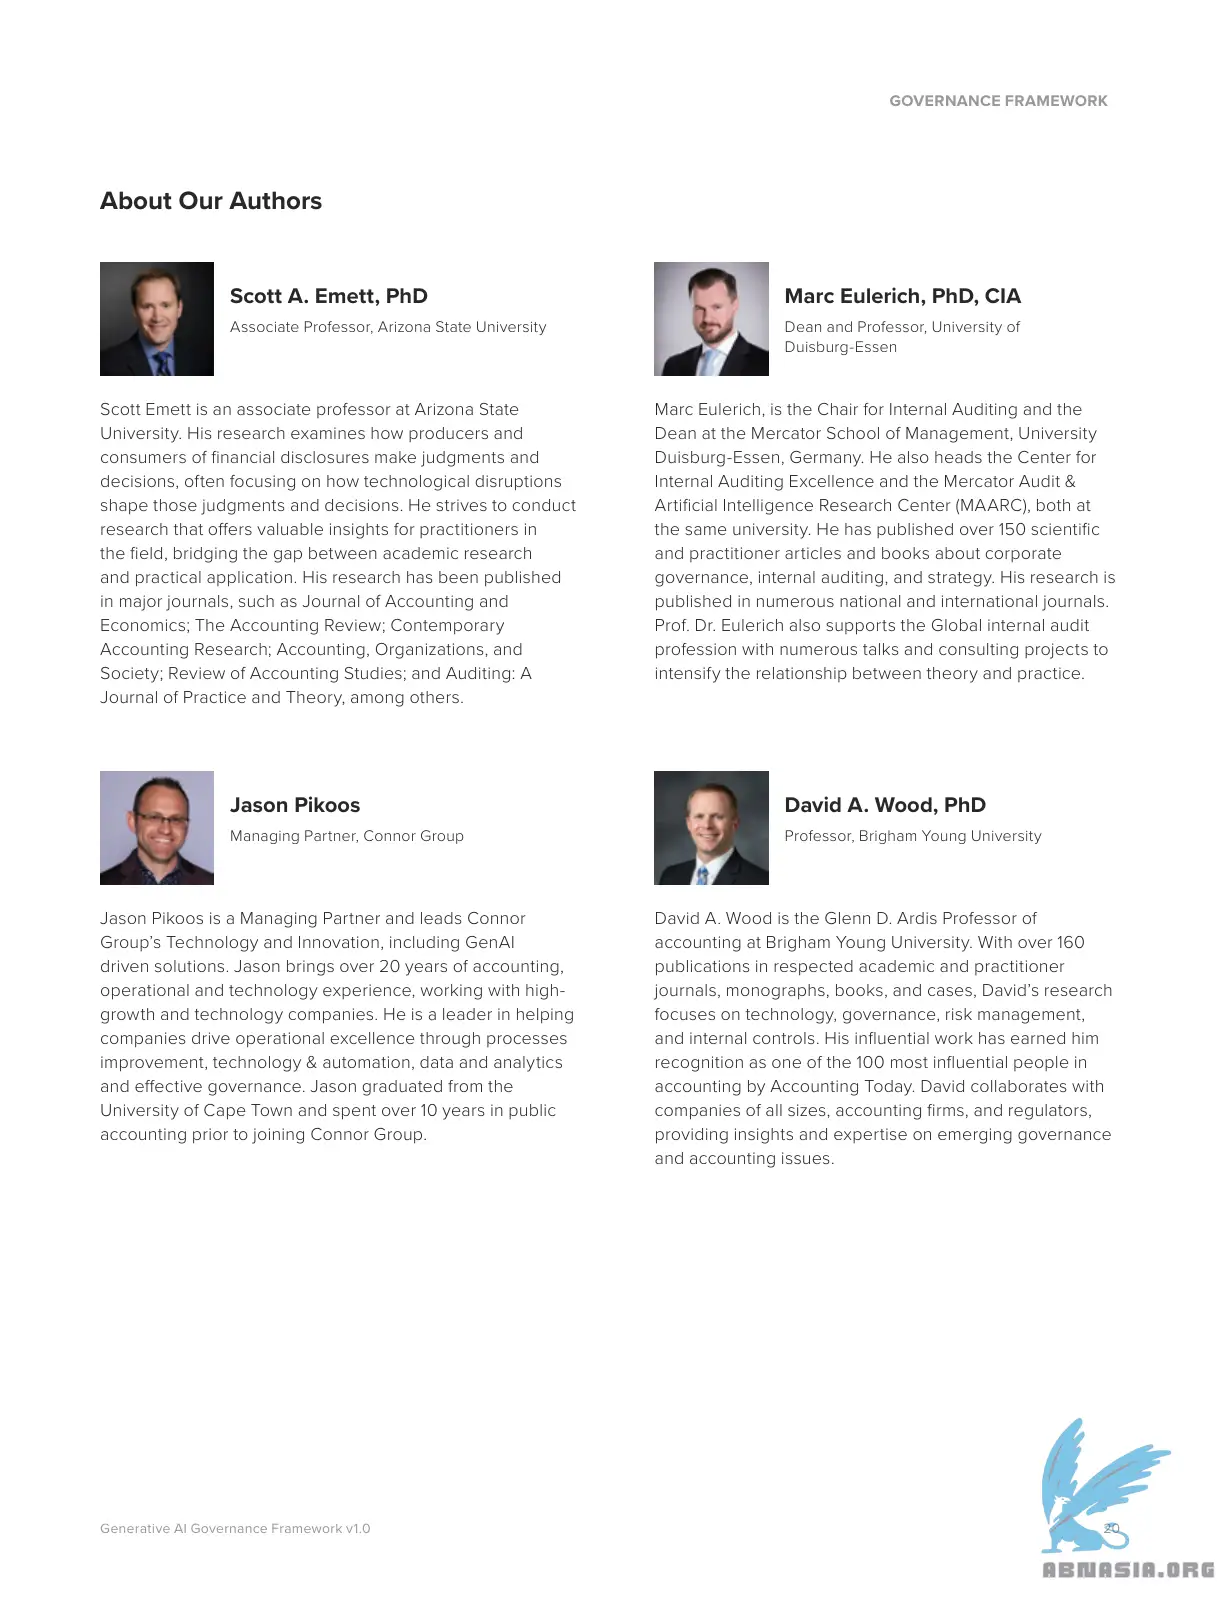 GOVERNANCE FRAMEWORK
About Our Authors
Scott A. Emett, PhD
Associate Professor, Arizona State University
Scott Emett is an associate professor at Arizona State
University. His research examines how producers and
consumers of financial disclosures make judgments and
decisions, often focusing on how technological disruptions
shape those judgments and decisions. He strives to conduct
research that offers valuable insights for practitioners in
the field, bridging the gap between academic research
and practical application. His research has been published
in major journals, such as Journal of Accounting and
Economics; The Accounting Review; Contemporary
Accounting Research; Accounting, Organizations, and
Society; Review of Accounting Studies; and Auditing: A
Journal of Practice and Theory, among others.
Marc Eulerich, PhD, CIA
Dean and Professor, University of
Duisburg-Essen
Marc Eulerich, is the Chair for Internal Auditing and the
Dean at the Mercator School of Management, University
Duisburg-Essen, Germany. He also heads the Center for
Internal Auditing Excellence and the Mercator Audit &
Artificial Intelligence Research Center (MAARC), both at
the same university. He has published over 150 scientific
and practitioner articles and books about corporate
governance, internal auditing, and strategy. His research is
published in numerous national and international journals.
Prof. Dr. Eulerich also supports the Global internal audit
profession with numerous talks and consulting projects to
intensify the relationship between theory and practice.
Jason Pikoos
Managing Partner, Connor Group
Jason Pikoos is a Managing Partner and leads Connor
Group’s Technology and Innovation, including GenAI
driven solutions. Jason brings over 20 years of accounting,
operational and technology experience, working with high-
growth and technology companies. He is a leader in helping
companies drive operational excellence through processes
improvement, technology & automation, data and analytics
and effective governance. Jason graduated from the
University of Cape Town and spent over 10 years in public
accounting prior to joining Connor Group.
David A. Wood, PhD
Professor, Brigham Young University
David A. Wood is the Glenn D. Ardis Professor of
accounting at Brigham Young University. With over 160
publications in respected academic and practitioner
journals, monographs, books, and cases, David’s research
focuses on technology, governance, risk management,
and internal controls. His influential work has earned him
recognition as one of the 100 most influential people in
accounting by Accounting Today. David collaborates with
companies of all sizes, accounting firms, and regulators,
providing insights and expertise on emerging governance
and accounting issues.
Generative AI Governance Framework v1.0
20
ABNASIA.ORG